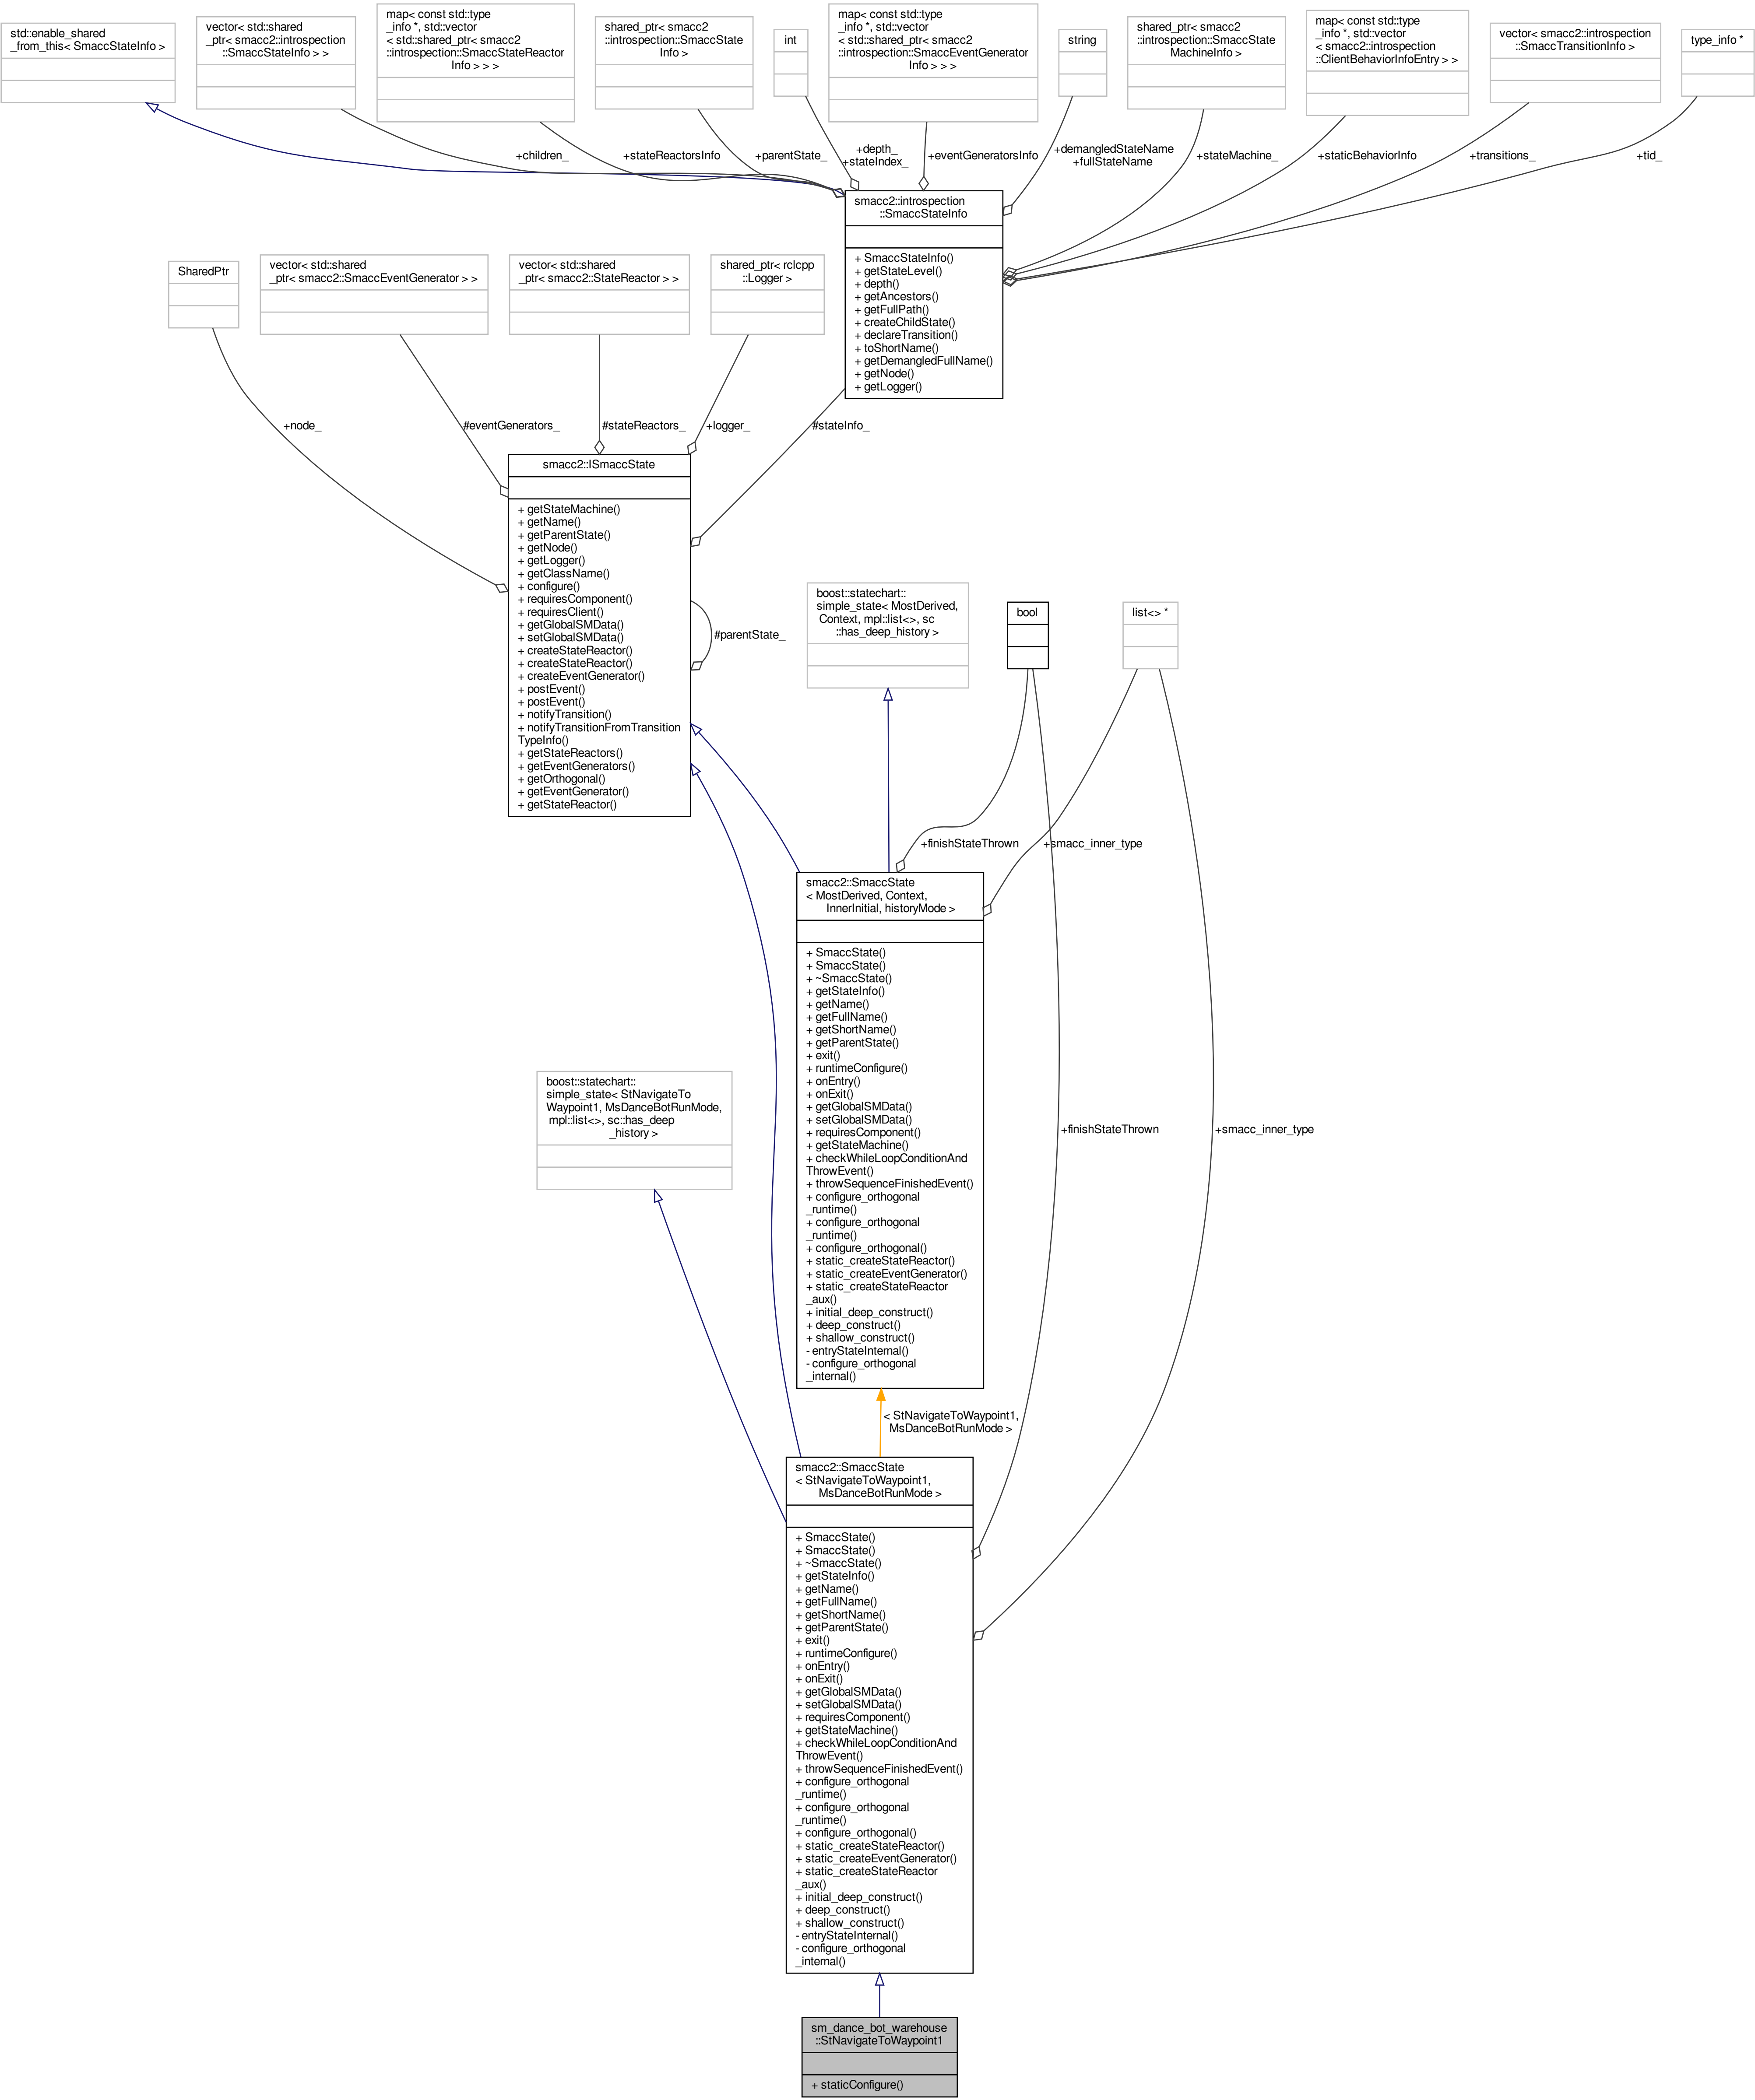 std::enable_shared
_from_this< SmaccStateInfo >
vector< std::shared
_ptr< smacc2::introspection
::SmaccStateInfo > >
map< const std::type
_info *, std::vector
< std::shared_ptr< smacc2
::introspection::SmaccStateReactor
Info > > >
shared_ptr< smacc2
::introspection::SmaccState
Info >
int
map< const std::type
_info *, std::vector
< std::shared_ptr< smacc2
::introspection::SmaccEventGenerator
Info > > >
string
shared_ptr< smacc2
::introspection::SmaccState
MachineInfo >
map< const std::type
_info *, std::vector
< smacc2::introspection
::ClientBehaviorInfoEntry > >
vector< smacc2::introspection
::SmaccTransitionInfo >
type_info *
+children_
+stateReactorsInfo
+parentState_
+depth_
+stateIndex_
+eventGeneratorsInfo
+demangledStateName
+fullStateName
+stateMachine_
+staticBehaviorInfo
+transitions_
+tid_
smacc2::introspection
::SmaccStateInfo
+ SmaccStateInfo()
+ getStateLevel()
+ depth()
+ getAncestors()
+ getFullPath()
+ createChildState()
+ declareTransition()
+ toShortName()
+ getDemangledFullName()
+ getNode()
+ getLogger()
SharedPtr
vector< std::shared
_ptr< smacc2::SmaccEventGenerator > >
vector< std::shared
_ptr< smacc2::StateReactor > >
shared_ptr< rclcpp
::Logger >
+node_
#eventGenerators_
#stateReactors_
+logger_
#stateInfo_
smacc2::ISmaccState
+ getStateMachine()
+ getName()
+ getParentState()
+ getNode()
+ getLogger()
+ getClassName()
+ configure()
+ requiresComponent()
+ requiresClient()
+ getGlobalSMData()
+ setGlobalSMData()
+ createStateReactor()
+ createStateReactor()
+ createEventGenerator()
+ postEvent()
+ postEvent()
+ notifyTransition()
+ notifyTransitionFromTransition
TypeInfo()
+ getStateReactors()
+ getEventGenerators()
+ getOrthogonal()
+ getEventGenerator()
+ getStateReactor()
#parentState_
boost::statechart::
simple_state< MostDerived,
Context, mpl::list<>, sc
::has_deep_history >
bool
list<> *
+finishStateThrown
+smacc_inner_type
smacc2::SmaccState
< MostDerived, Context,
InnerInitial, historyMode >
+ SmaccState()
+ SmaccState()
+ ~SmaccState()
+ getStateInfo()
+ getName()
+ getFullName()
+ getShortName()
+ getParentState()
+ exit()
+ runtimeConfigure()
+ onEntry()
+ onExit()
+ getGlobalSMData()
+ setGlobalSMData()
+ requiresComponent()
+ getStateMachine()
+ checkWhileLoopConditionAnd
ThrowEvent()
+ throwSequenceFinishedEvent()
+ configure_orthogonal
_runtime()
+ configure_orthogonal
_runtime()
+ configure_orthogonal()
+ static_createStateReactor()
+ static_createEventGenerator()
+ static_createStateReactor
_aux()
+ initial_deep_construct()
+ deep_construct()
+ shallow_construct()
- entryStateInternal()
- configure_orthogonal
_internal()
boost::statechart::
simple_state< StNavigateTo
Waypoint1, MsDanceBotRunMode,
mpl::list<>, sc::has_deep
_history >
+finishStateThrown
+smacc_inner_type
< StNavigateToWaypoint1,
MsDanceBotRunMode >
smacc2::SmaccState
< StNavigateToWaypoint1,
MsDanceBotRunMode >
+ SmaccState()
+ SmaccState()
+ ~SmaccState()
+ getStateInfo()
+ getName()
+ getFullName()
+ getShortName()
+ getParentState()
+ exit()
+ runtimeConfigure()
+ onEntry()
+ onExit()
+ getGlobalSMData()
+ setGlobalSMData()
+ requiresComponent()
+ getStateMachine()
+ checkWhileLoopConditionAnd
ThrowEvent()
+ throwSequenceFinishedEvent()
+ configure_orthogonal
_runtime()
+ configure_orthogonal
_runtime()
+ configure_orthogonal()
+ static_createStateReactor()
+ static_createEventGenerator()
+ static_createStateReactor
_aux()
+ initial_deep_construct()
+ deep_construct()
+ shallow_construct()
- entryStateInternal()
- configure_orthogonal
_internal()
sm_dance_bot_warehouse
::StNavigateToWaypoint1
+ staticConfigure()